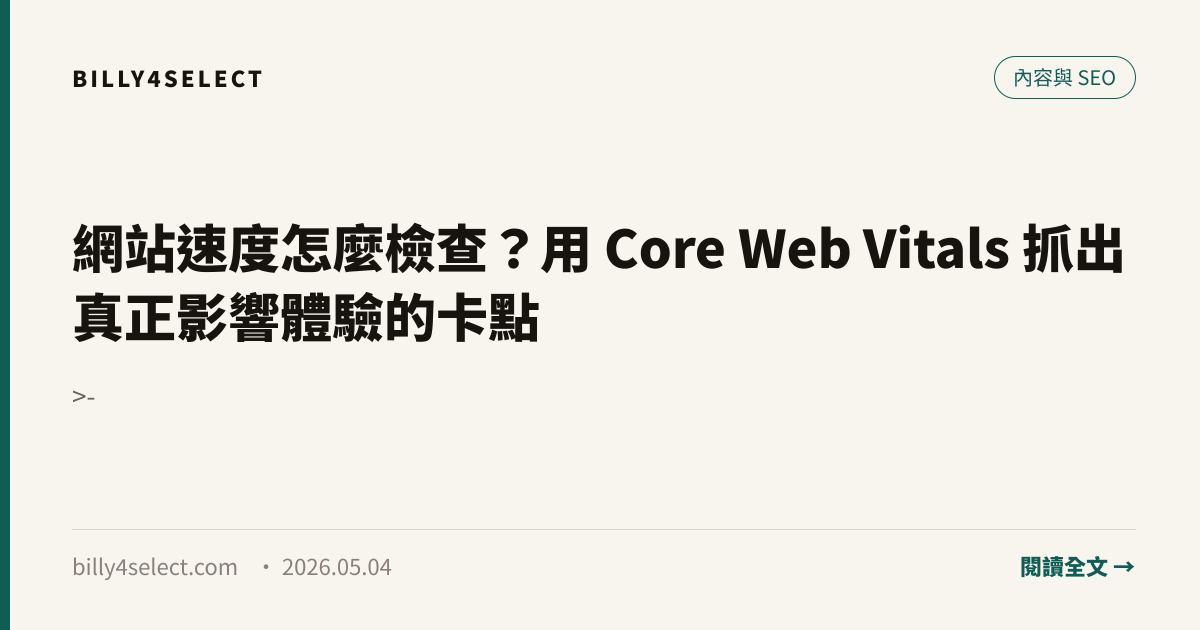 BILLY4SELECT
內容與 SEO
網站速度怎麼檢查？用 Core Web Vitals 抓出
真正影響體驗的卡點
>-
billy4select.com • 2026.05.04
閱讀全文 →